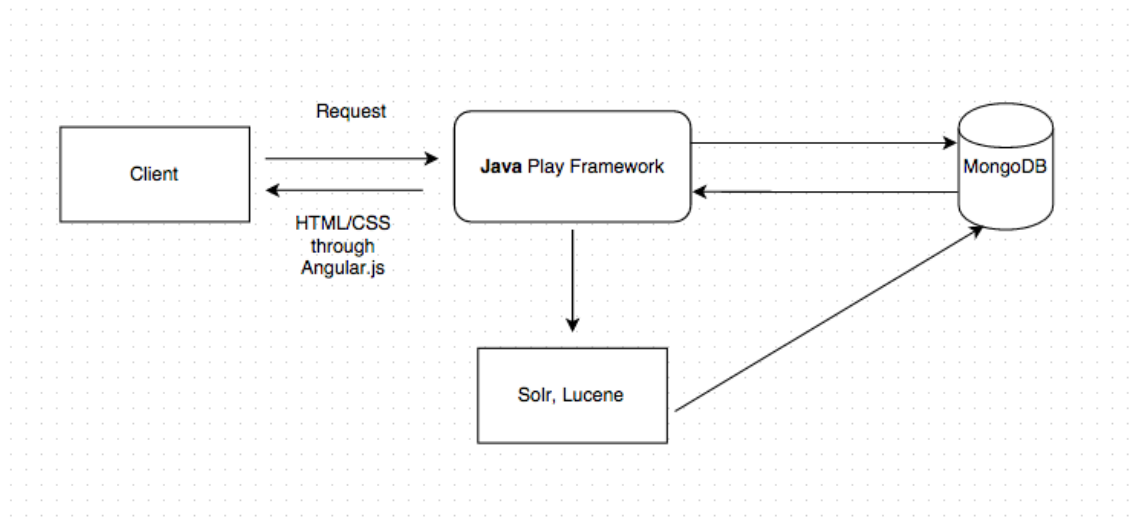 Request
Client
Java Play Framework
MongoDB
HTML/CSS
through
Angular.js
Solr, Lucene